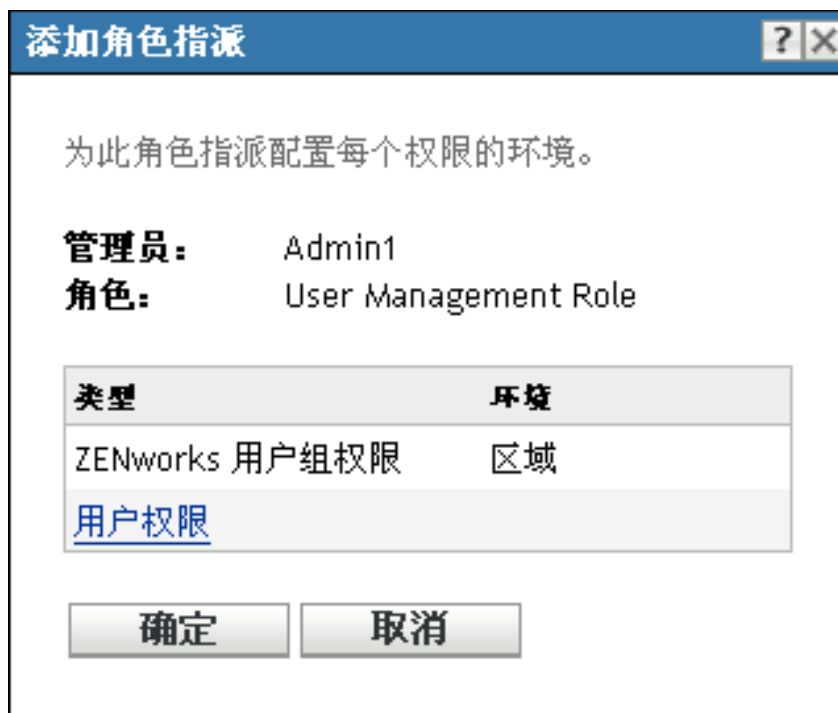 添加角色指派
为此角色指派配置每个权限的环境。
管理员： Admin1
角色： User Management Role
类型 环境
ZENworks 用户组权限 区域
用户权限
确定 取消